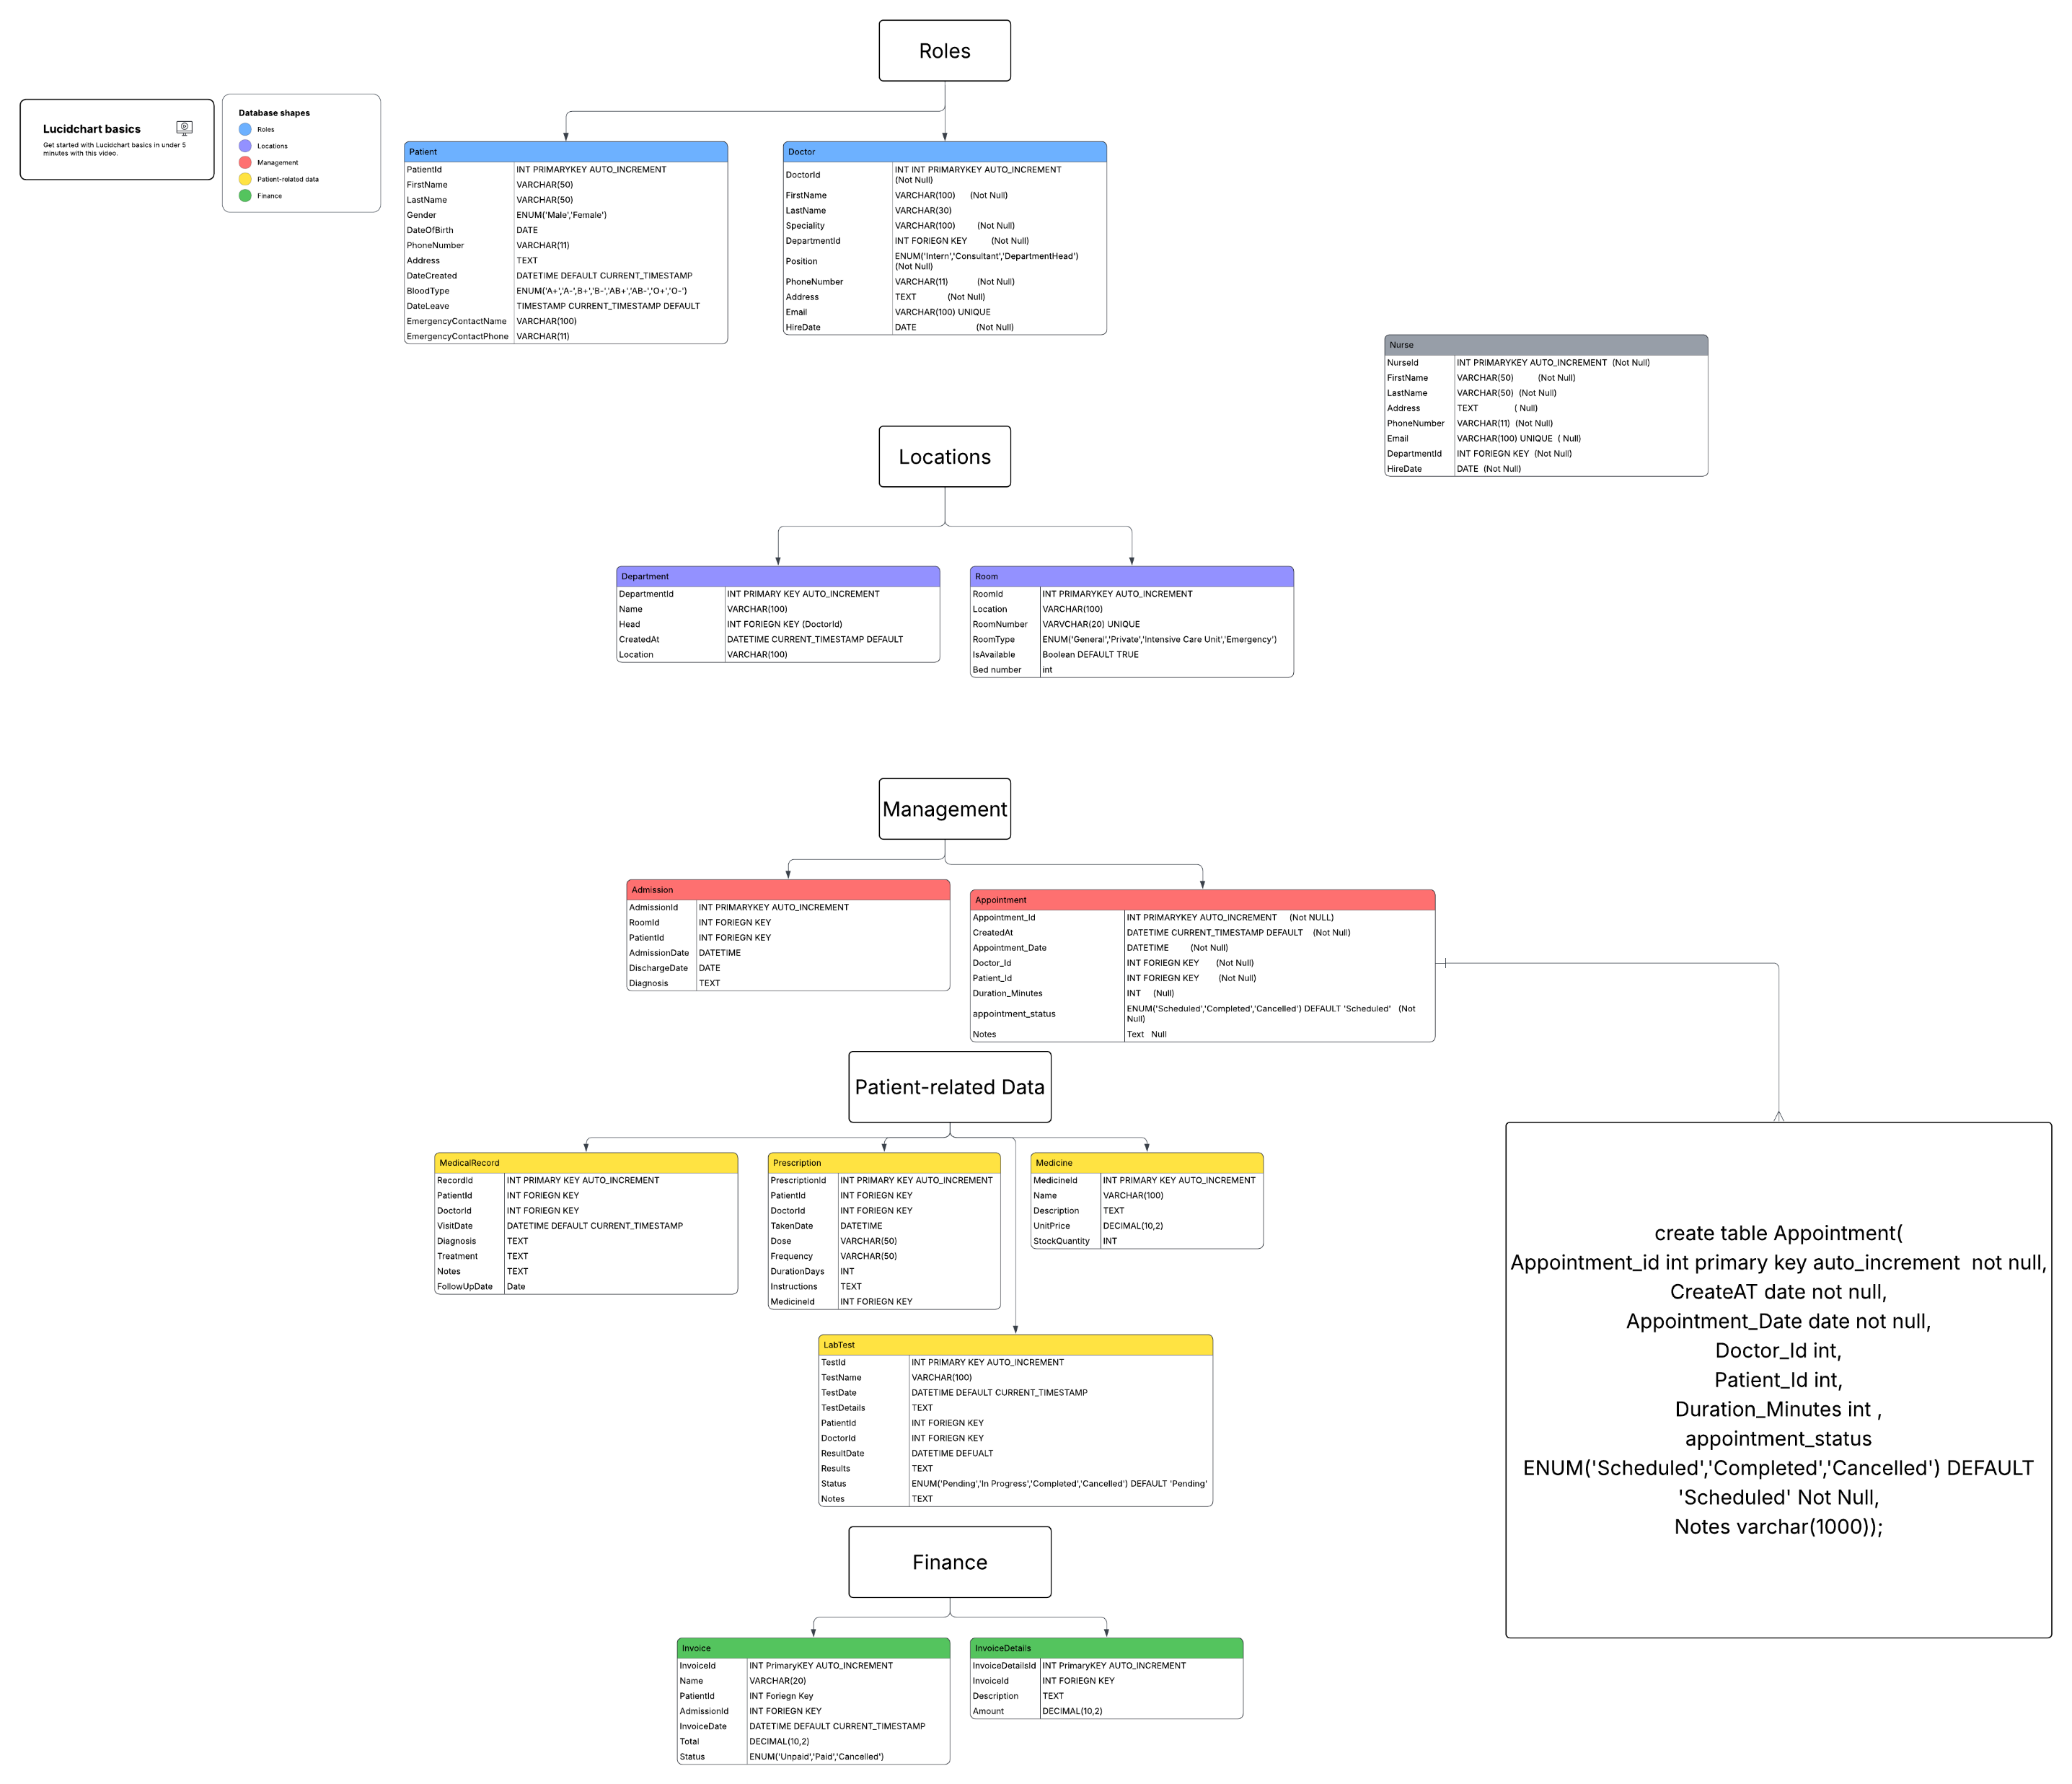 Roles
Lucidchart basics
Get started with Lucidchart basics in under 5
minutes with this video.
Database shapes
Roles
Locations
Management
Patient-related data
Finance
Patient
PatientId INT PRIMARYKEY AUTO_INCREMENT
FirstName VARCHAR(50)
LastName VARCHAR(50)
Gender ENUM('Male','Female')
DateOfBirth DATE
PhoneNumber VARCHAR(11)
Address TEXT
DateCreated DATETIME DEFAULT CURRENT_TIMESTAMP
BloodType ENUM('A+','A-',B+','B-','AB+','AB-','O+','O-')
DateLeave TIMESTAMP CURRENT_TIMESTAMP DEFAULT
EmergencyContactName VARCHAR(100)
EmergencyContactPhone VARCHAR(11)
Doctor
DoctorId INT INT PRIMARYKEY AUTO_INCREMENT
(Not Null)
FirstName VARCHAR(100) (Not Null)
LastName VARCHAR(30)
Speciality VARCHAR(100) (Not Null)
DepartmentId INT FORIEGN KEY (Not Null)
Position ENUM('Intern','Consultant','DepartmentHead')
(Not Null)
PhoneNumber VARCHAR(11) (Not Null)
Address TEXT (Not Null)
Email VARCHAR(100) UNIQUE
HireDate DATE (Not Null)
Nurse
NurseId INT PRIMARYKEY AUTO_INCREMENT (Not Null)
FirstName VARCHAR(50) (Not Null)
LastName VARCHAR(50) (Not Null)
Address TEXT ( Null)
PhoneNumber VARCHAR(11) (Not Null)
Email VARCHAR(100) UNIQUE ( Null)
DepartmentId INT FORIEGN KEY (Not Null)
HireDate DATE (Not Null)
Locations
Department
DepartmentId INT PRIMARY KEY AUTO_INCREMENT
Name VARCHAR(100)
Head INT FORIEGN KEY (DoctorId)
CreatedAt DATETIME CURRENT_TIMESTAMP DEFAULT
Location VARCHAR(100)
Room
RoomId INT PRIMARYKEY AUTO_INCREMENT
Location VARCHAR(100)
RoomNumber VARVCHAR(20) UNIQUE
RoomType ENUM('General','Private','Intensive Care Unit','Emergency')
IsAvailable Boolean DEFAULT TRUE
Bed number int
Management
Admission
AdmissionId INT PRIMARYKEY AUTO_INCREMENT
RoomId INT FORIEGN KEY
PatientId INT FORIEGN KEY
AdmissionDate DATETIME
DischargeDate DATE
Diagnosis TEXT
Appointment
Appointment_Id INT PRIMARYKEY AUTO_INCREMENT (Not NULL)
CreatedAt DATETIME CURRENT_TIMESTAMP DEFAULT (Not Null)
Appointment_Date DATETIME (Not Null)
Doctor_Id INT FORIEGN KEY (Not Null)
Patient_Id INT FORIEGN KEY (Not Null)
Duration_Minutes INT (Null)
appointment_status ENUM('Scheduled','Completed','Cancelled') DEFAULT 'Scheduled' (Not
Null)
Notes Text Null
Patient-related Data
MedicalRecord
RecordId INT PRIMARY KEY AUTO_INCREMENT
PatientId INT FORIEGN KEY
DoctorId INT FORIEGN KEY
VisitDate DATETIME DEFAULT CURRENT_TIMESTAMP
Diagnosis TEXT
Treatment TEXT
Notes TEXT
FollowUpDate Date
Prescription
PrescriptionId INT PRIMARY KEY AUTO_INCREMENT
PatientId INT FORIEGN KEY
DoctorId INT FORIEGN KEY
TakenDate DATETIME
Dose VARCHAR(50)
Frequency VARCHAR(50)
DurationDays INT
Instructions TEXT
MedicineId INT FORIEGN KEY
Medicine
MedicineId INT PRIMARY KEY AUTO_INCREMENT
Name VARCHAR(100)
Description TEXT
UnitPrice DECIMAL(10,2)
StockQuantity INT
create table Appointment(
Appointment_id int primary key auto_increment not null,
CreateAT date not null,
Appointment_Date date not null,
Doctor_Id int,
Patient_Id int,
Duration_Minutes int ,
appointment_status
ENUM('Scheduled','Completed','Cancelled') DEFAULT
'Scheduled' Not Null,
Notes varchar(1000));
LabTest
TestId INT PRIMARY KEY AUTO_INCREMENT
TestName VARCHAR(100)
TestDate DATETIME DEFAULT CURRENT_TIMESTAMP
TestDetails TEXT
PatientId INT FORIEGN KEY
DoctorId INT FORIEGN KEY
ResultDate DATETIME DEFUALT
Results TEXT
Status ENUM('Pending','In Progress','Completed','Cancelled') DEFAULT 'Pending'
Notes TEXT
Finance
Invoice
InvoiceId INT PrimaryKEY AUTO_INCREMENT
Name VARCHAR(20)
PatientId INT Foriegn Key
AdmissionId INT FORIEGN KEY
InvoiceDate DATETIME DEFAULT CURRENT_TIMESTAMP
Total DECIMAL(10,2)
Status ENUM('Unpaid','Paid','Cancelled')
InvoiceDetails
InvoiceDetailsId INT PrimaryKEY AUTO_INCREMENT
InvoiceId INT FORIEGN KEY
Description TEXT
Amount DECIMAL(10,2)